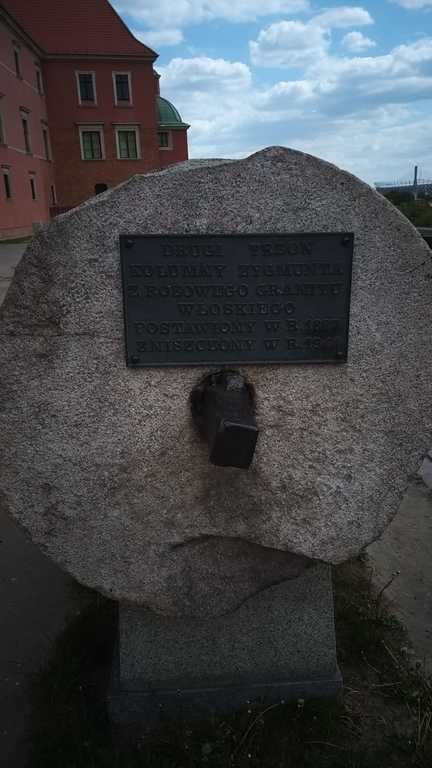 DRUGI TRZON
KOLUMNY ZYGMUNTA
Z RÓŻOWEGO GRANITU
WŁOSKIEGO
POSTAWIONY W R.
ZNISZCZONY W R.